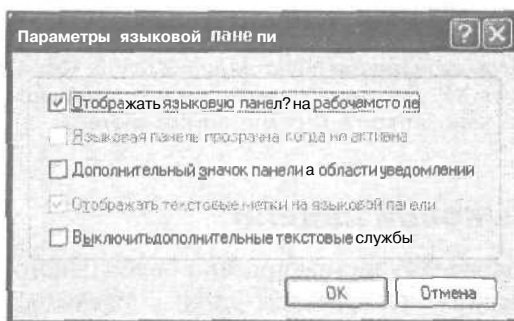 Параметры языковой пане пи
Отображать языковую панел? на рабочемсто ле
Языковая панель прозрачна когда не активна
Дополнительный значок панели а области уведомлении
Отображать текстовые метки на языковой панели
Выключитьдополнительные текстовые службы
OK Отмена